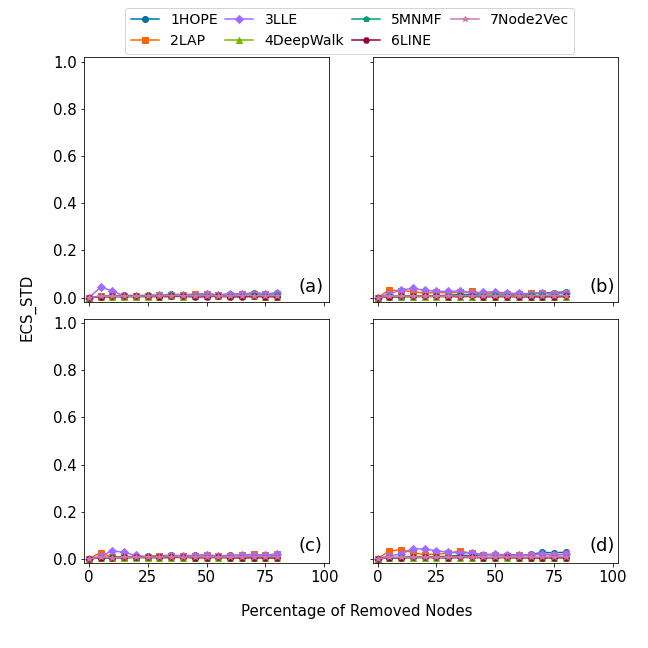 1HOPE 3LLE 5MNMF 7Node2Vec
2LAP 4DeepWalk 6LINE
1.0
0.8
0.6
0.4
0.2
0.0
(a) (b)
ECS_STD
1.0
0.8
0.6
0.4
0.2
0.0
(c) (d)
0 25 50 75 100 0 25 50 75 100
Percentage of Removed Nodes